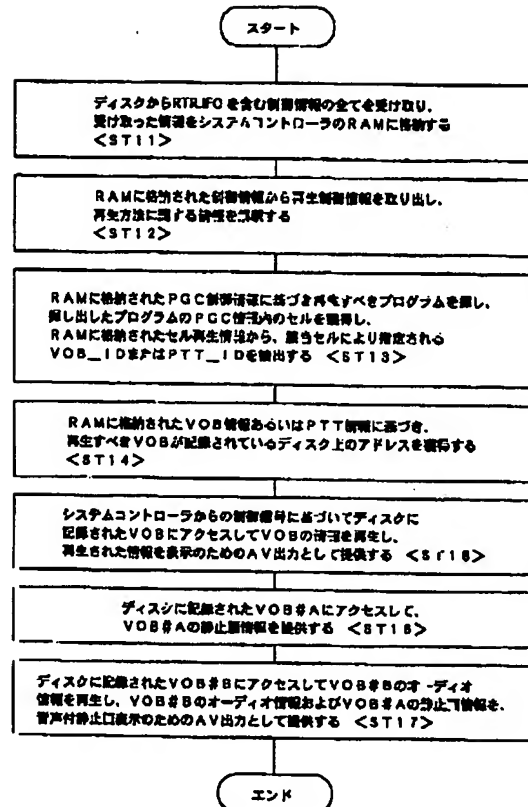 スタート
ディスクからRTR.IFOを含む制御情報の全てを受け取り、
受け取った情報をシステムコントローラのRAMに格納する
<ST11>
RAMに格納された制御情報から再生制御情報を取り出し、
再生方法に関する情報を認識する
<ST12>
RAMに格納されたPGC制御情報に基づき再生すべきプログラムを探し、
探し出したプログラムのPGC情報内のセルを獲得し、
RAMに格納されたセル再生情報から、該当セルにより指定される
VOB_IDまたはPTT_IDを検出する <ST13>
RAMに格納されたVOB情報あるいはPTT情報に基づき、
再生すべきVOBが記録されているディスク上のアドレスを獲得する
<ST14>
システムコントローラからの制御信号に基づいてディスクに
記録されたVOBにアクセスしてVOBの情報を再生し、
再生された情報を表示のためのAV出力として提供する <ST15>
ディスクに記録されたVOB#Aにアクセスして、
VOB#Aの静止画情報を提供する <ST16>
ディスクに記録されたVOB#BにアクセスしてVOB#Bのオーディオ
情報を再生し、VOB#Bのオーディオ情報およびVOB#Aの静止画情報を、
音声付静止画表示のためのAV出力として提供する <ST17>
エンド